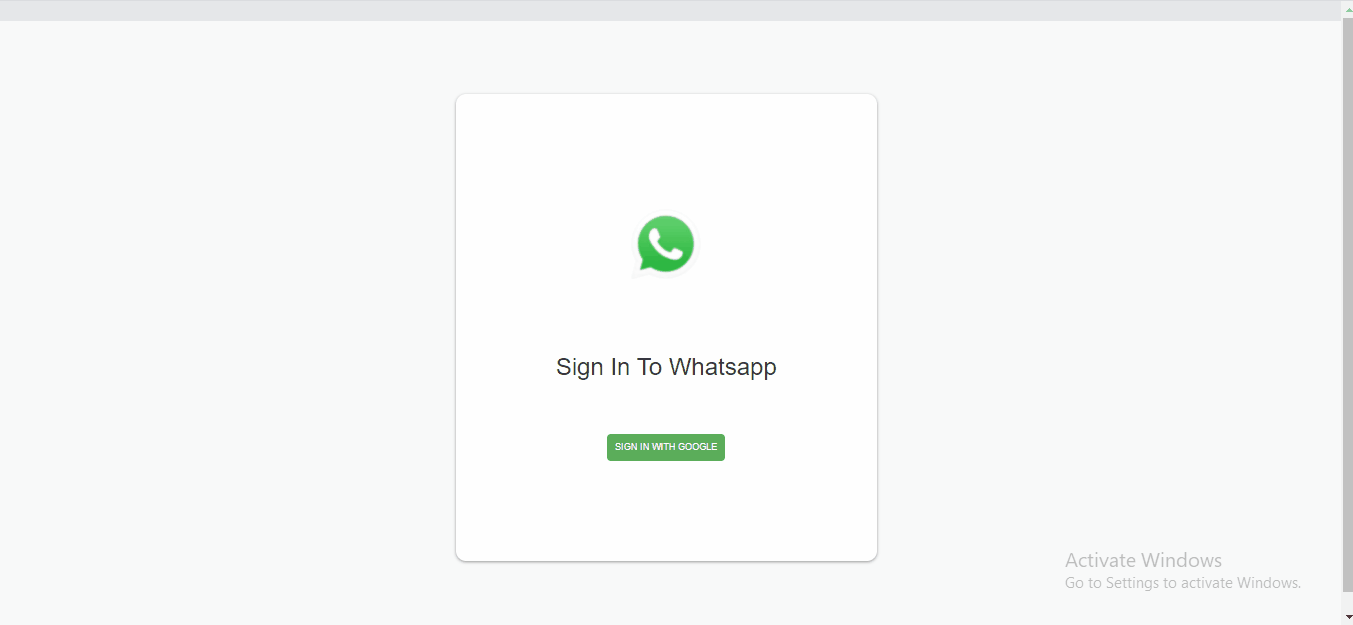 Sign In To Whatsapp
SIGN IN WITH GOOGLE
Activate Windows
Go to Settings to activate Windows.